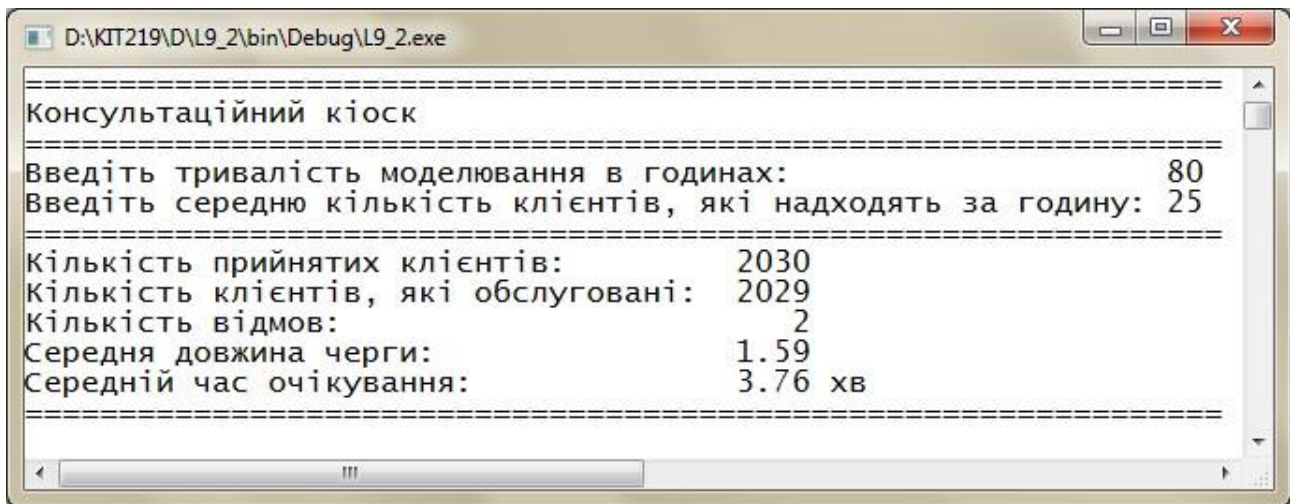 D:\KIT219\D\L9_2\bin\Debug\L9_2.exe
================================================================
Консультаційний кіоск
================================================================
Введіть тривалість моделювання в годинах: 80
Введіть середню кількість клієнтів, які надходять за годину: 25
================================================================
Кількість прийнятих клієнтів: 2030
Кількість клієнтів, які обслуговані: 2029
Кількість відмов: 2
Середня довжина черги: 1.59
Середній час очікування: 3.76 хв
================================================================